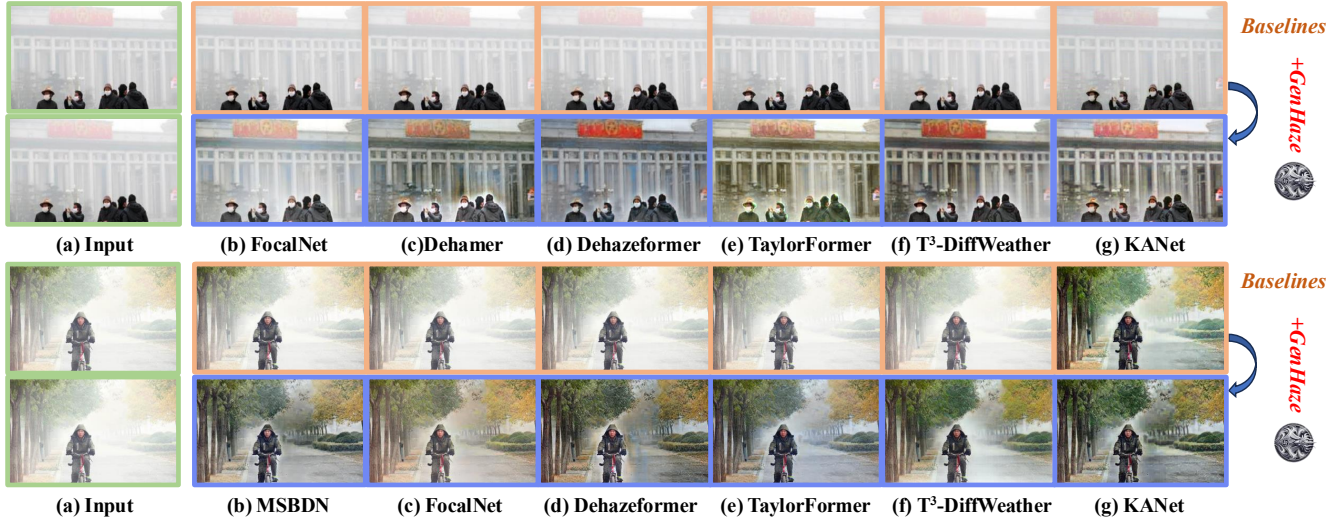 Baselines
+GenHaze
(a) Input (b) FocalNet (c)Dehamer (d) Dehazeformer (e) TaylorFormer (f) T³-DiffWeather (g) KANet
Baselines
+GenHaze
(a) Input (b) MSBDN (c) FocalNet (d) Dehazeformer (e) TaylorFormer (f) T³-DiffWeather (g) KANet